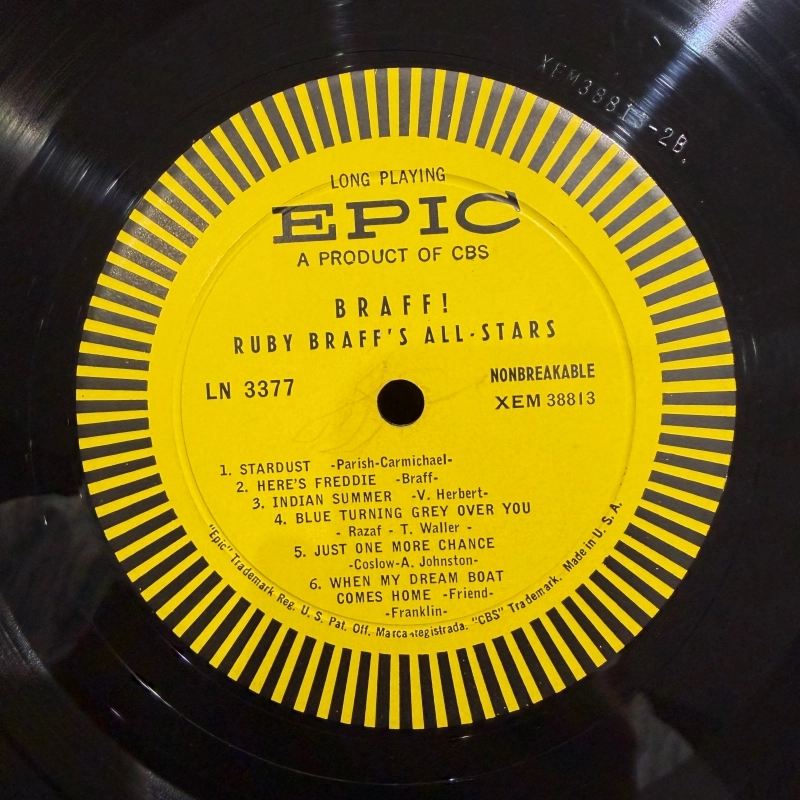 XEM38813-2B.
LONG PLAYING
EPIC
A PRODUCT OF CBS
BRAFF!
RUBY BRAFF'S ALL-STARS
LN 3377
NONBREAKABLE
XEM 38813
1. STARDUST -Parish-Carmichael-
2. HERE'S FREDDIE -Braff-
3. INDIAN SUMMER -V. Herbert-
4. BLUE TURNING GREY OVER YOU
- Razaf - T. Waller -
5. JUST ONE MORE CHANCE
-Coslow-A. Johnston-
6. WHEN MY DREAM BOAT
COMES HOME -Friend-
-Franklin-
"Epic" Trademark Reg. U. S. Pat. Off. Marca registrada. "CBS" Trademark. Made in U. S. A.